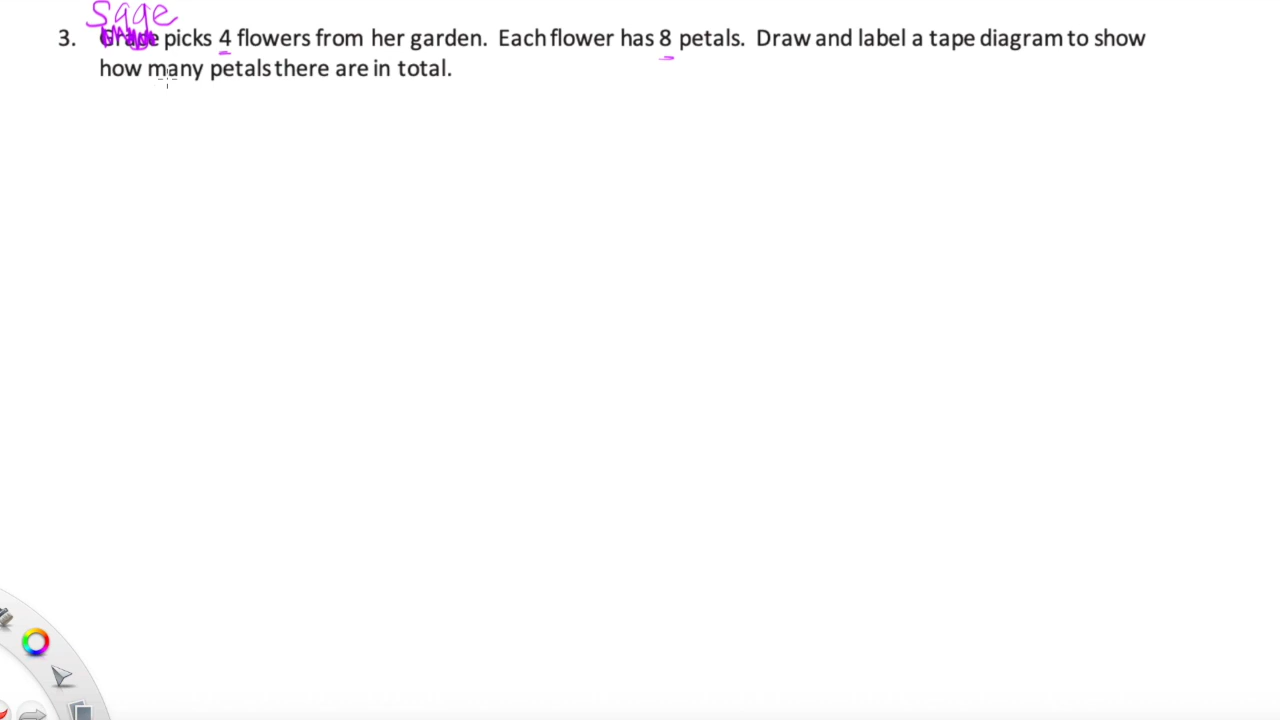 Sage
3. Grace picks 4 flowers from her garden. Each flower has 8 petals. Draw and label a tape diagram to show
how many petals there are in total.